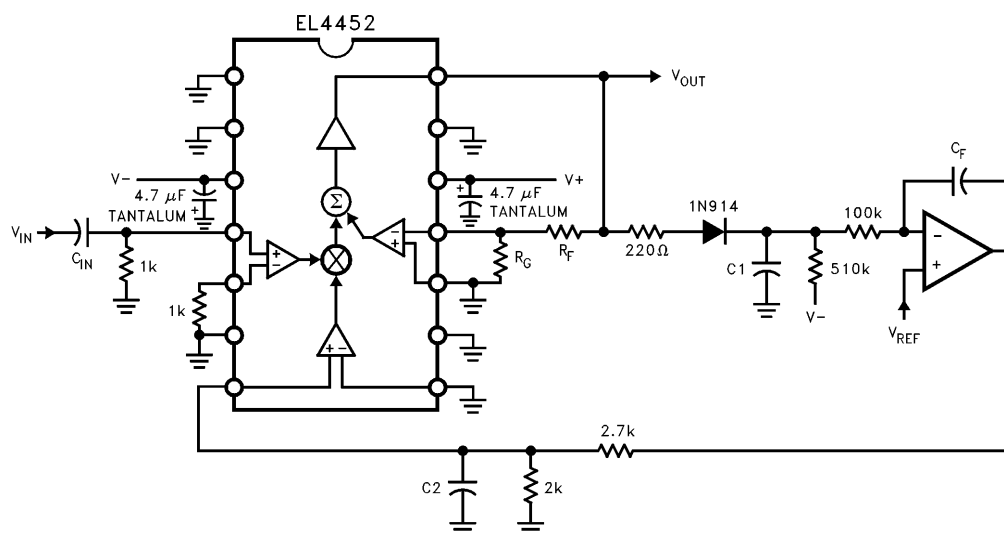 EL4452
V_OUT
C_F
V-
4.7 μF
TANTALUM
+
+
4.7 μF
TANTALUM
V+
Σ
1N914
100k
V_IN
C_IN
1k
+
-
-
+
R_G
R_F
220Ω
C1
510k
V-
-
+
V_REF
1k
+ -
2.7k
C2
2k